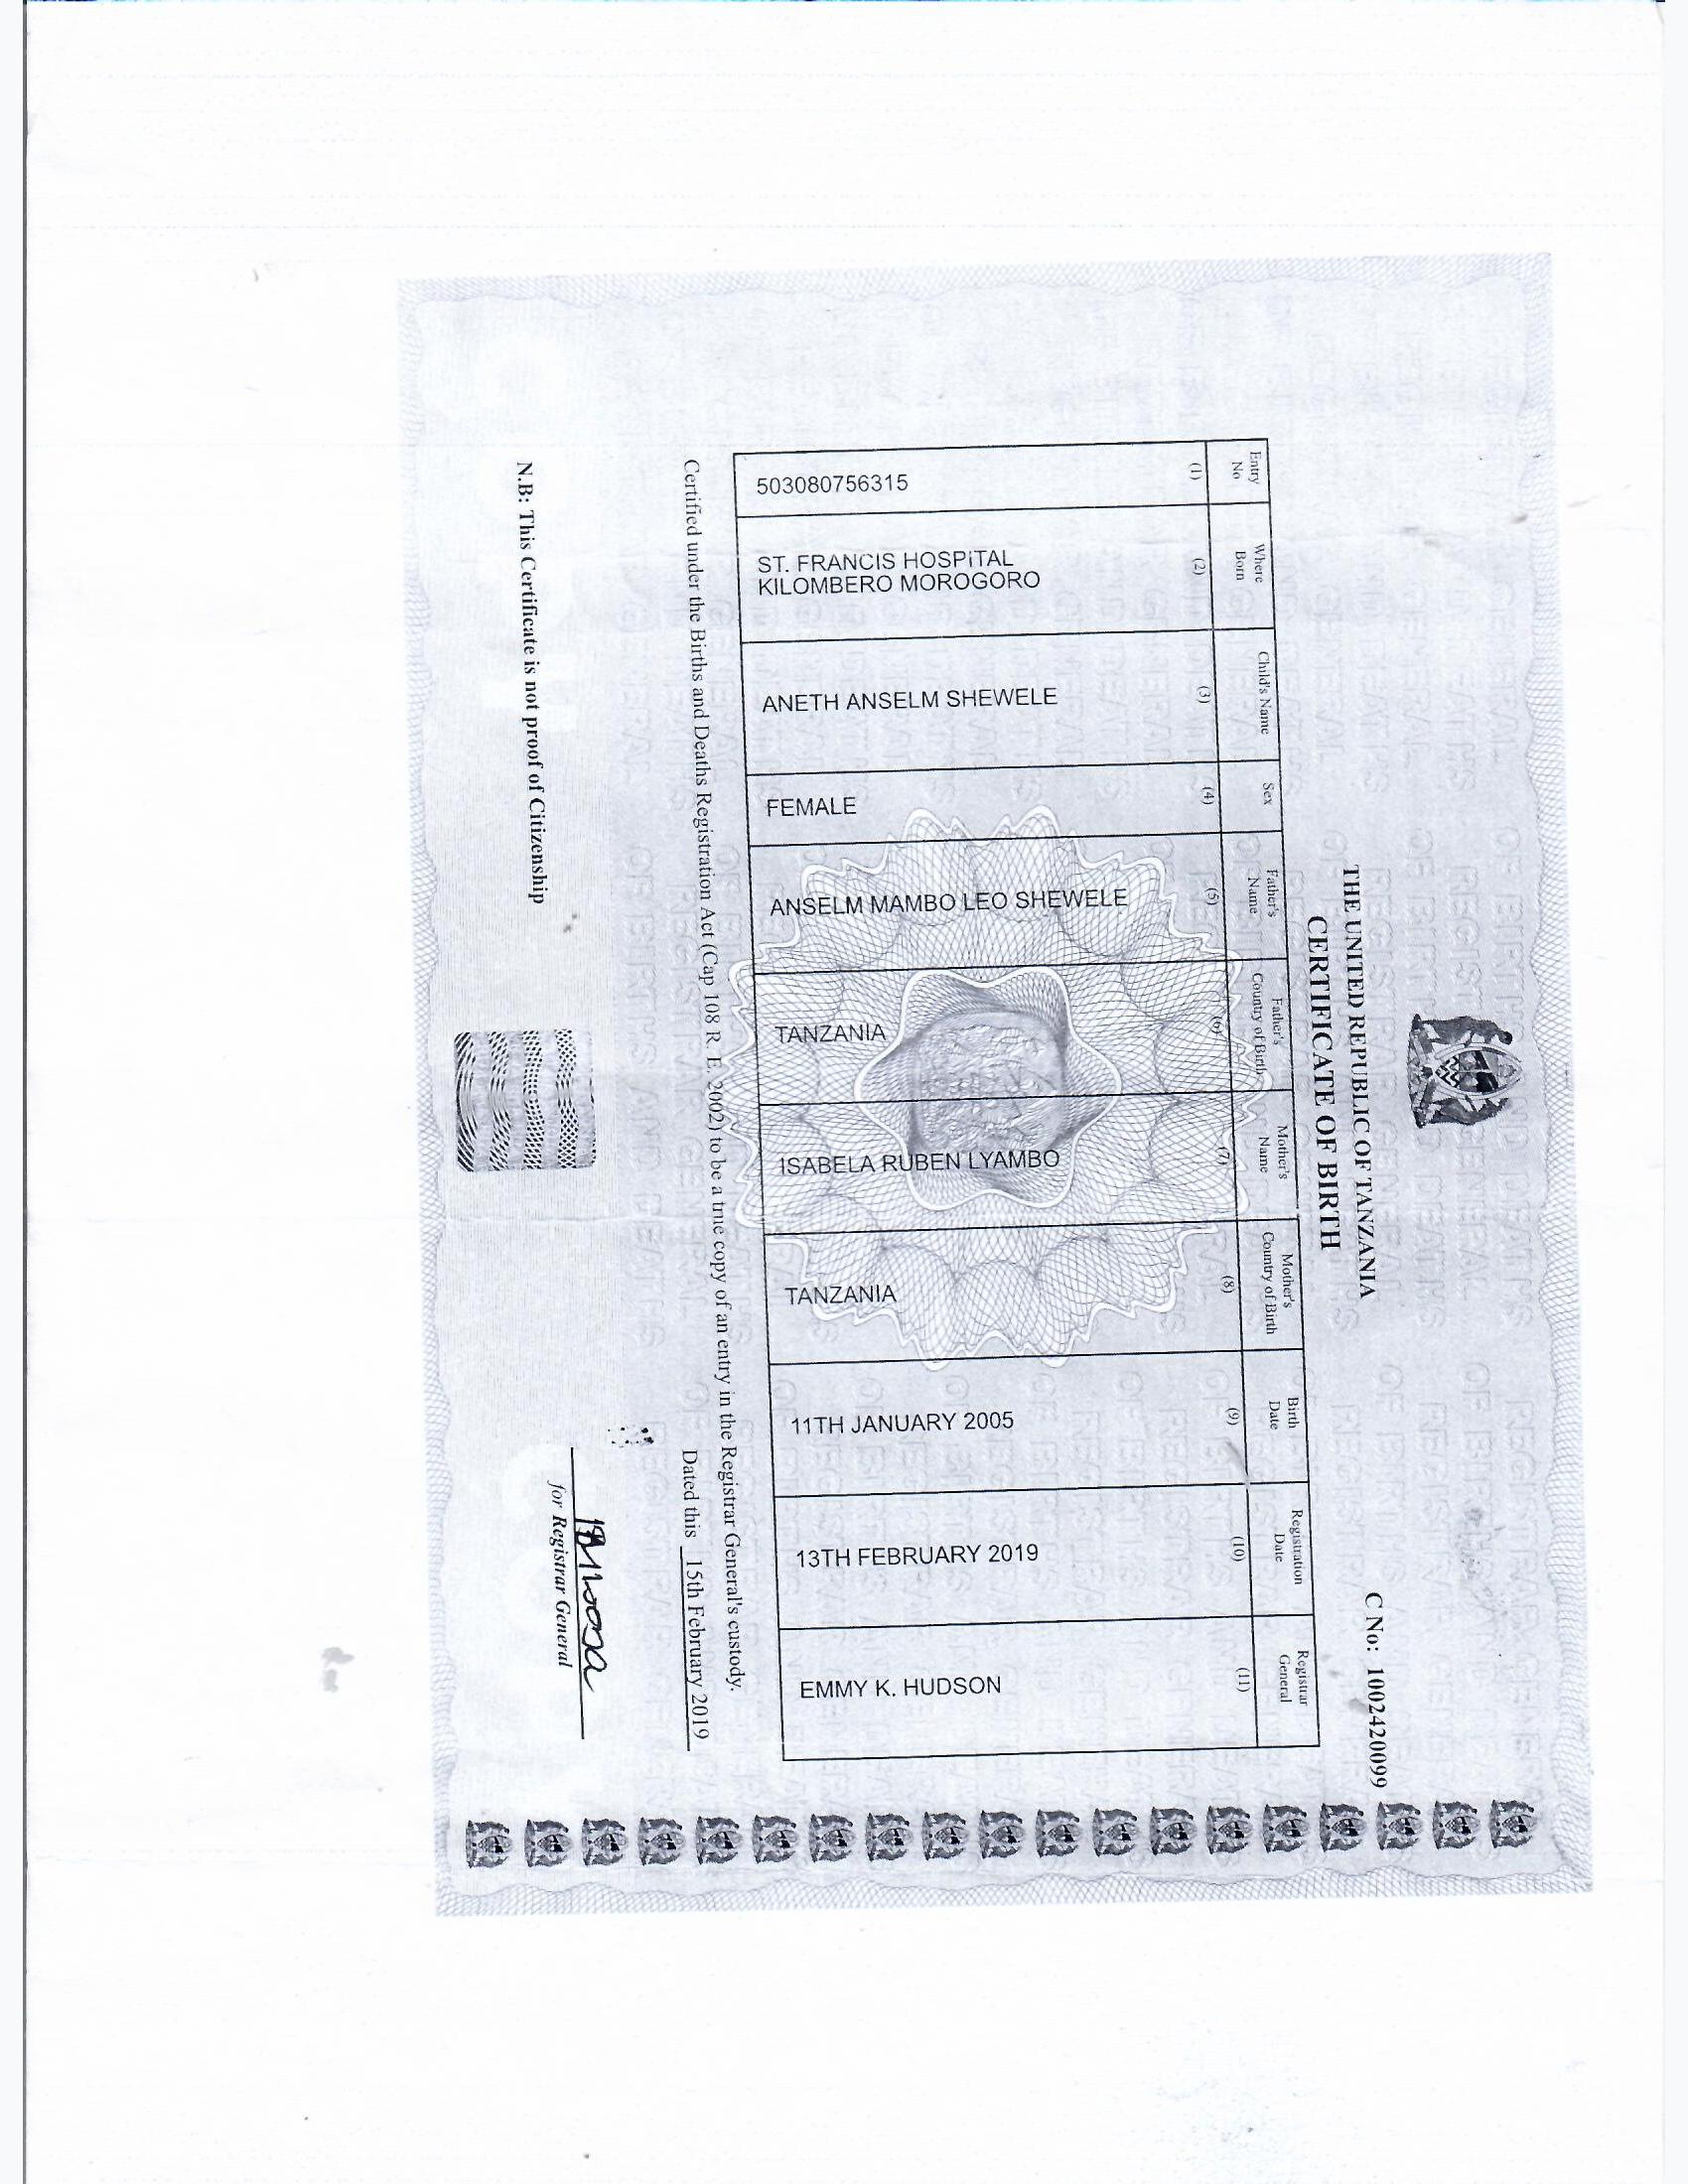 C No: 1002420099
THE UNITED REPUBLIC OF TANZANIA
CERTIFICATE OF BIRTH
Entry No
(1)
Where Born
(2)
Child's Name
(3)
Sex
(4)
Father's Name
(5)
Father's Country of Birth
(6)
Mother's Name
(7)
Mother's Country of Birth
(8)
Birth Date
(9)
Registration Date
(10)
Registrar General
(11)
503080756315
ST. FRANCIS HOSPITAL
KILOMBERO MOROGORO
ANETH ANSELM SHEWELE
FEMALE
ANSELM MAMBO LEO SHEWELE
TANZANIA
ISABELA RUBEN LYAMBO
TANZANIA
11TH JANUARY 2005
13TH FEBRUARY 2019
EMMY K. HUDSON
Certified under the Births and Deaths Registration Act (Cap 108 R. E. 2002) to be a true copy of an entry in the Registrar General's custody.
Dated this 15th February 2019
for Registrar General
N.B: This Certificate is not proof of Citizenship